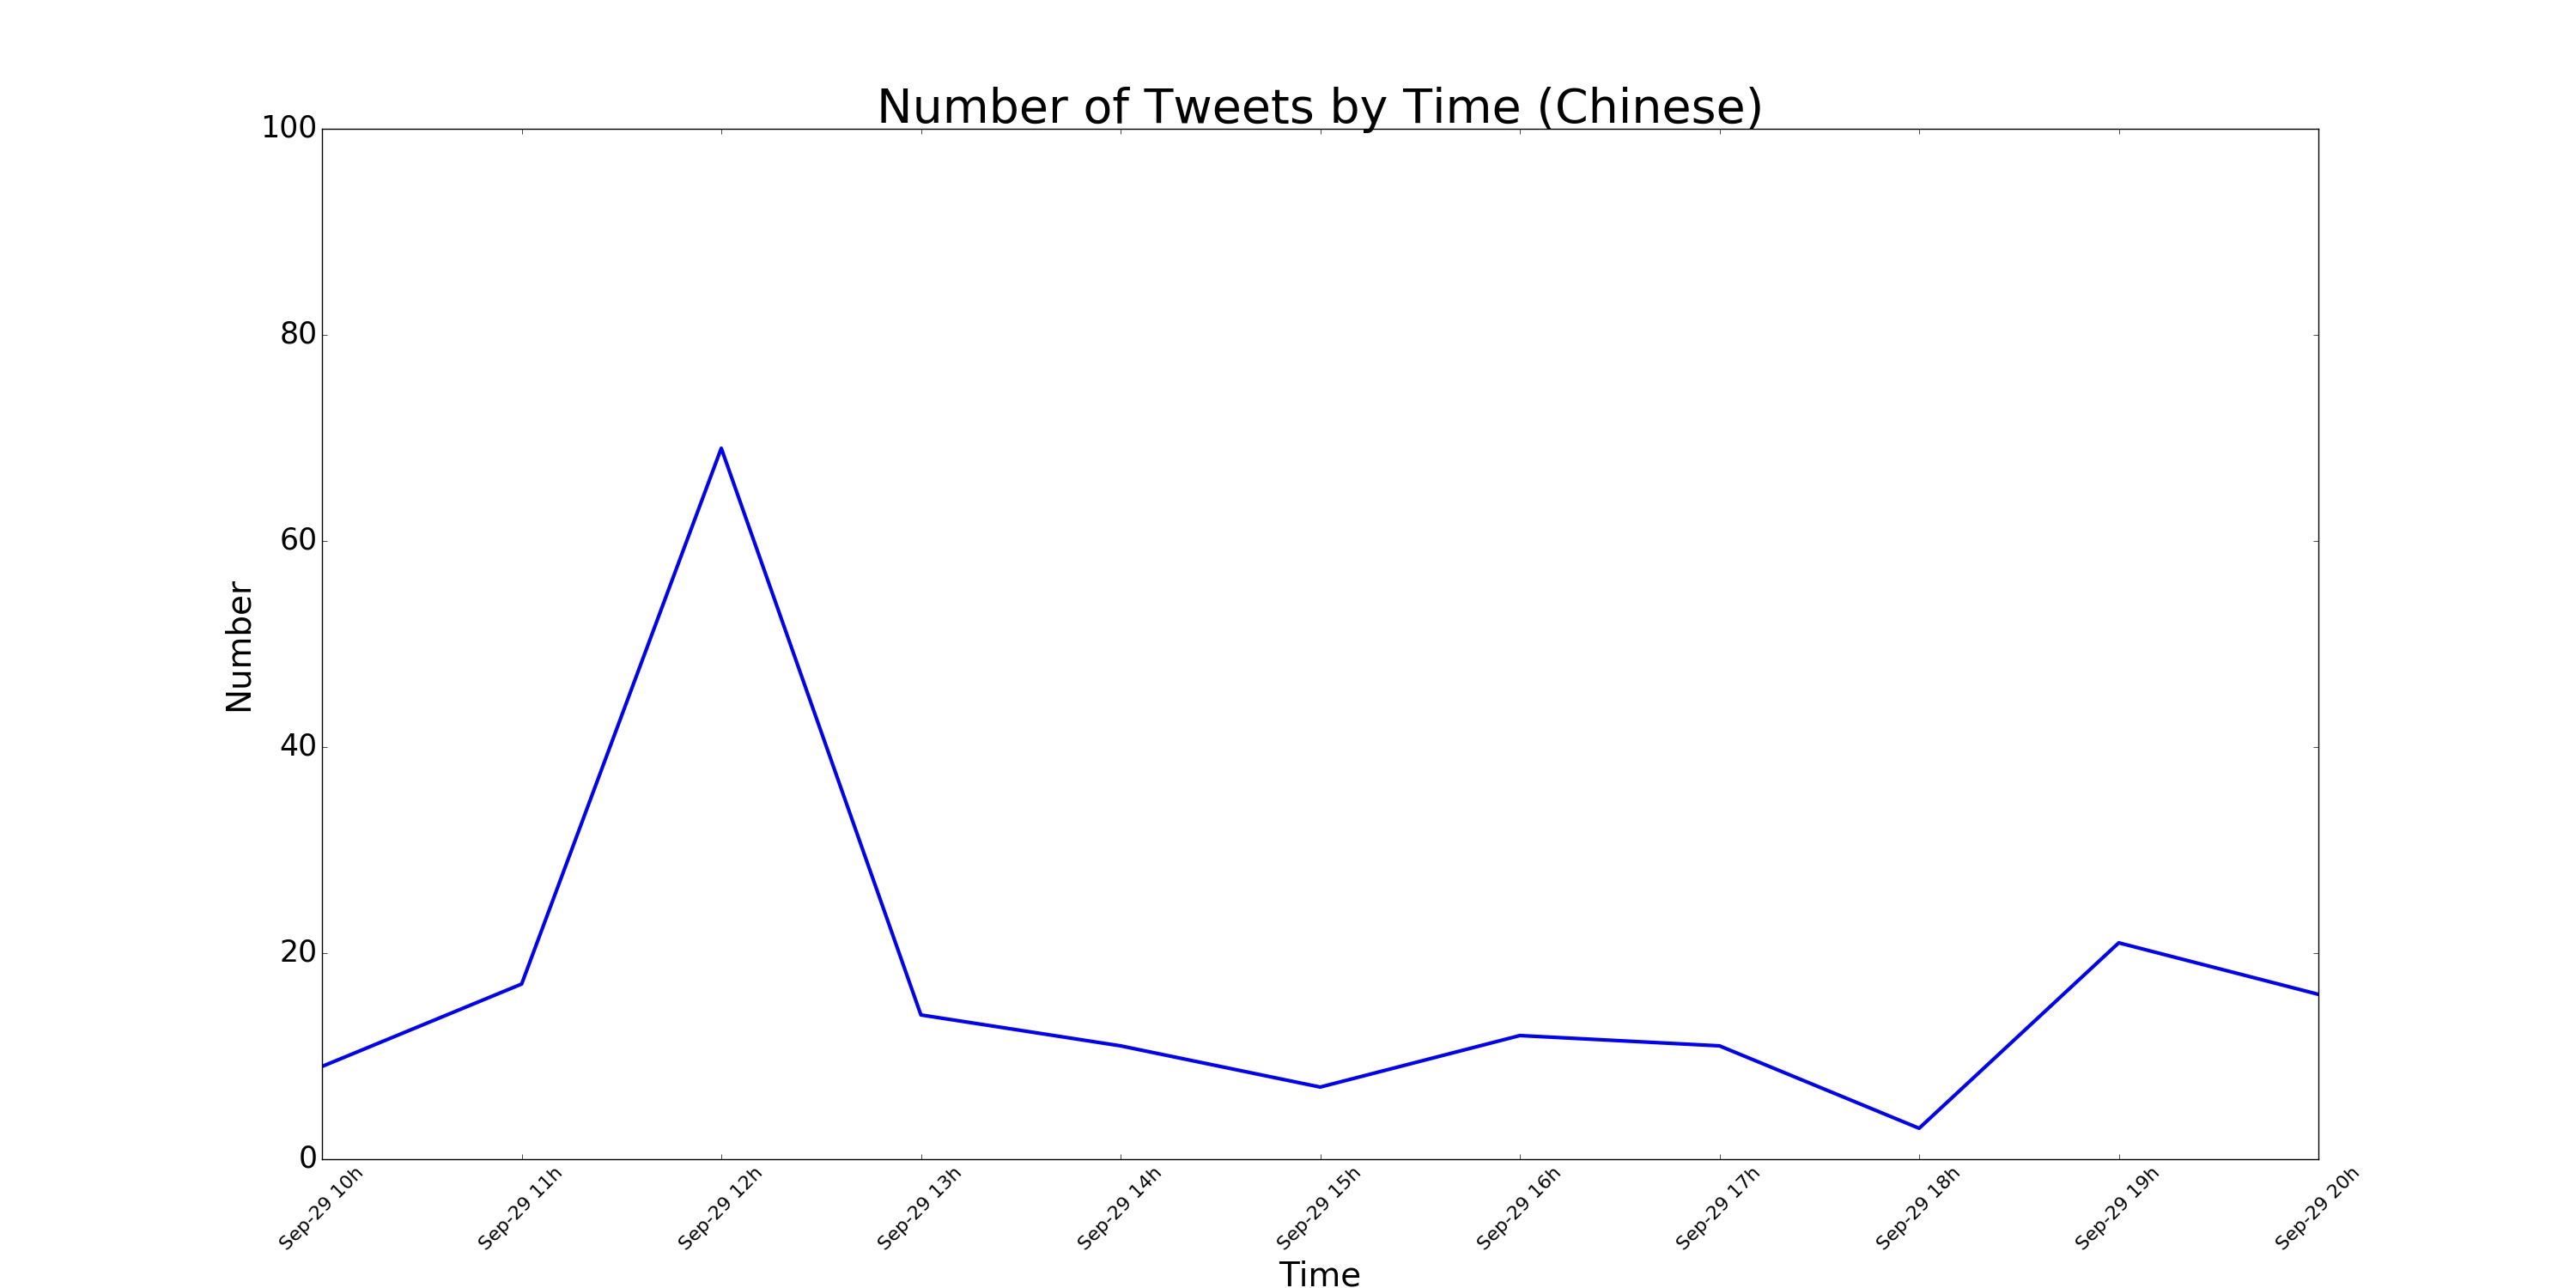 Number of Tweets by Time (Chinese)
100
80
60
40
20
0
Number
Sep-29 10h
Sep-29 11h
Sep-29 12h
Sep-29 13h
Sep-29 14h
Sep-29 15h
Sep-29 16h
Sep-29 17h
Sep-29 18h
Sep-29 19h
Sep-29 20h
Time